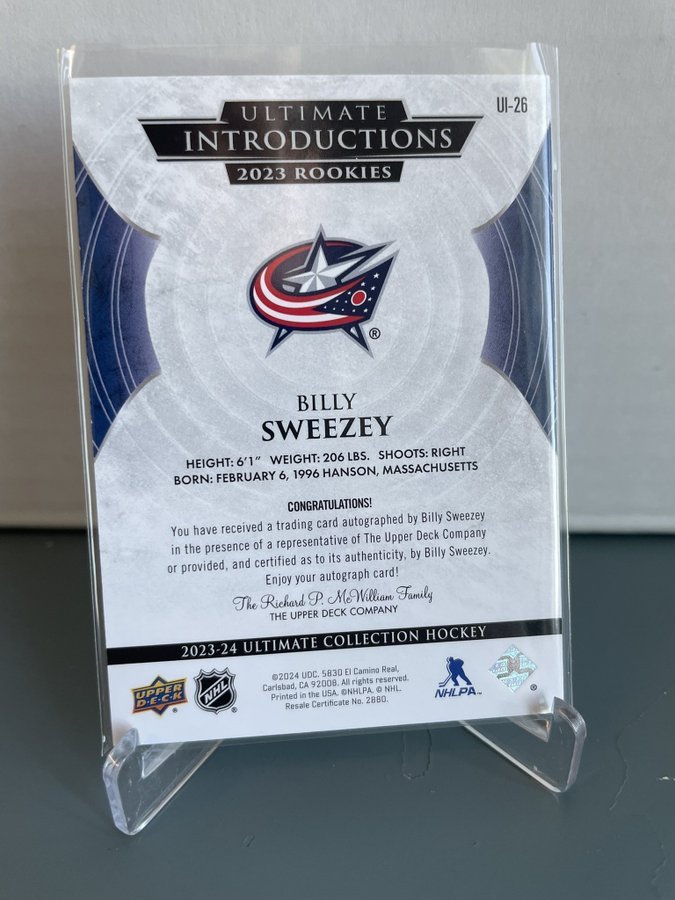 UI-26
ULTIMATE
INTRODUCTIONS
2023 ROOKIES
®
BILLY
SWEEZEY
HEIGHT: 6'1" WEIGHT: 206 LBS. SHOOTS: RIGHT
BORN: FEBRUARY 6, 1996 HANSON, MASSACHUSETTS
CONGRATULATIONS!
You have received a trading card autographed by Billy Sweezey
in the presence of a representative of The Upper Deck Company
or provided, and certified as to its authenticity, by Billy Sweezey.
Enjoy your autograph card!
The Richard P. McWilliam Family
THE UPPER DECK COMPANY
2023-24 ULTIMATE COLLECTION HOCKEY
UPPER
D·E·C·K
®
NHL
®
©2024 UDC. 5830 El Camino Real,
Carlsbad, CA 92008. All rights reserved.
Printed in the USA. ©NHLPA. © NHL.
Resale Certificate No. 2880.
NHLPA™
®